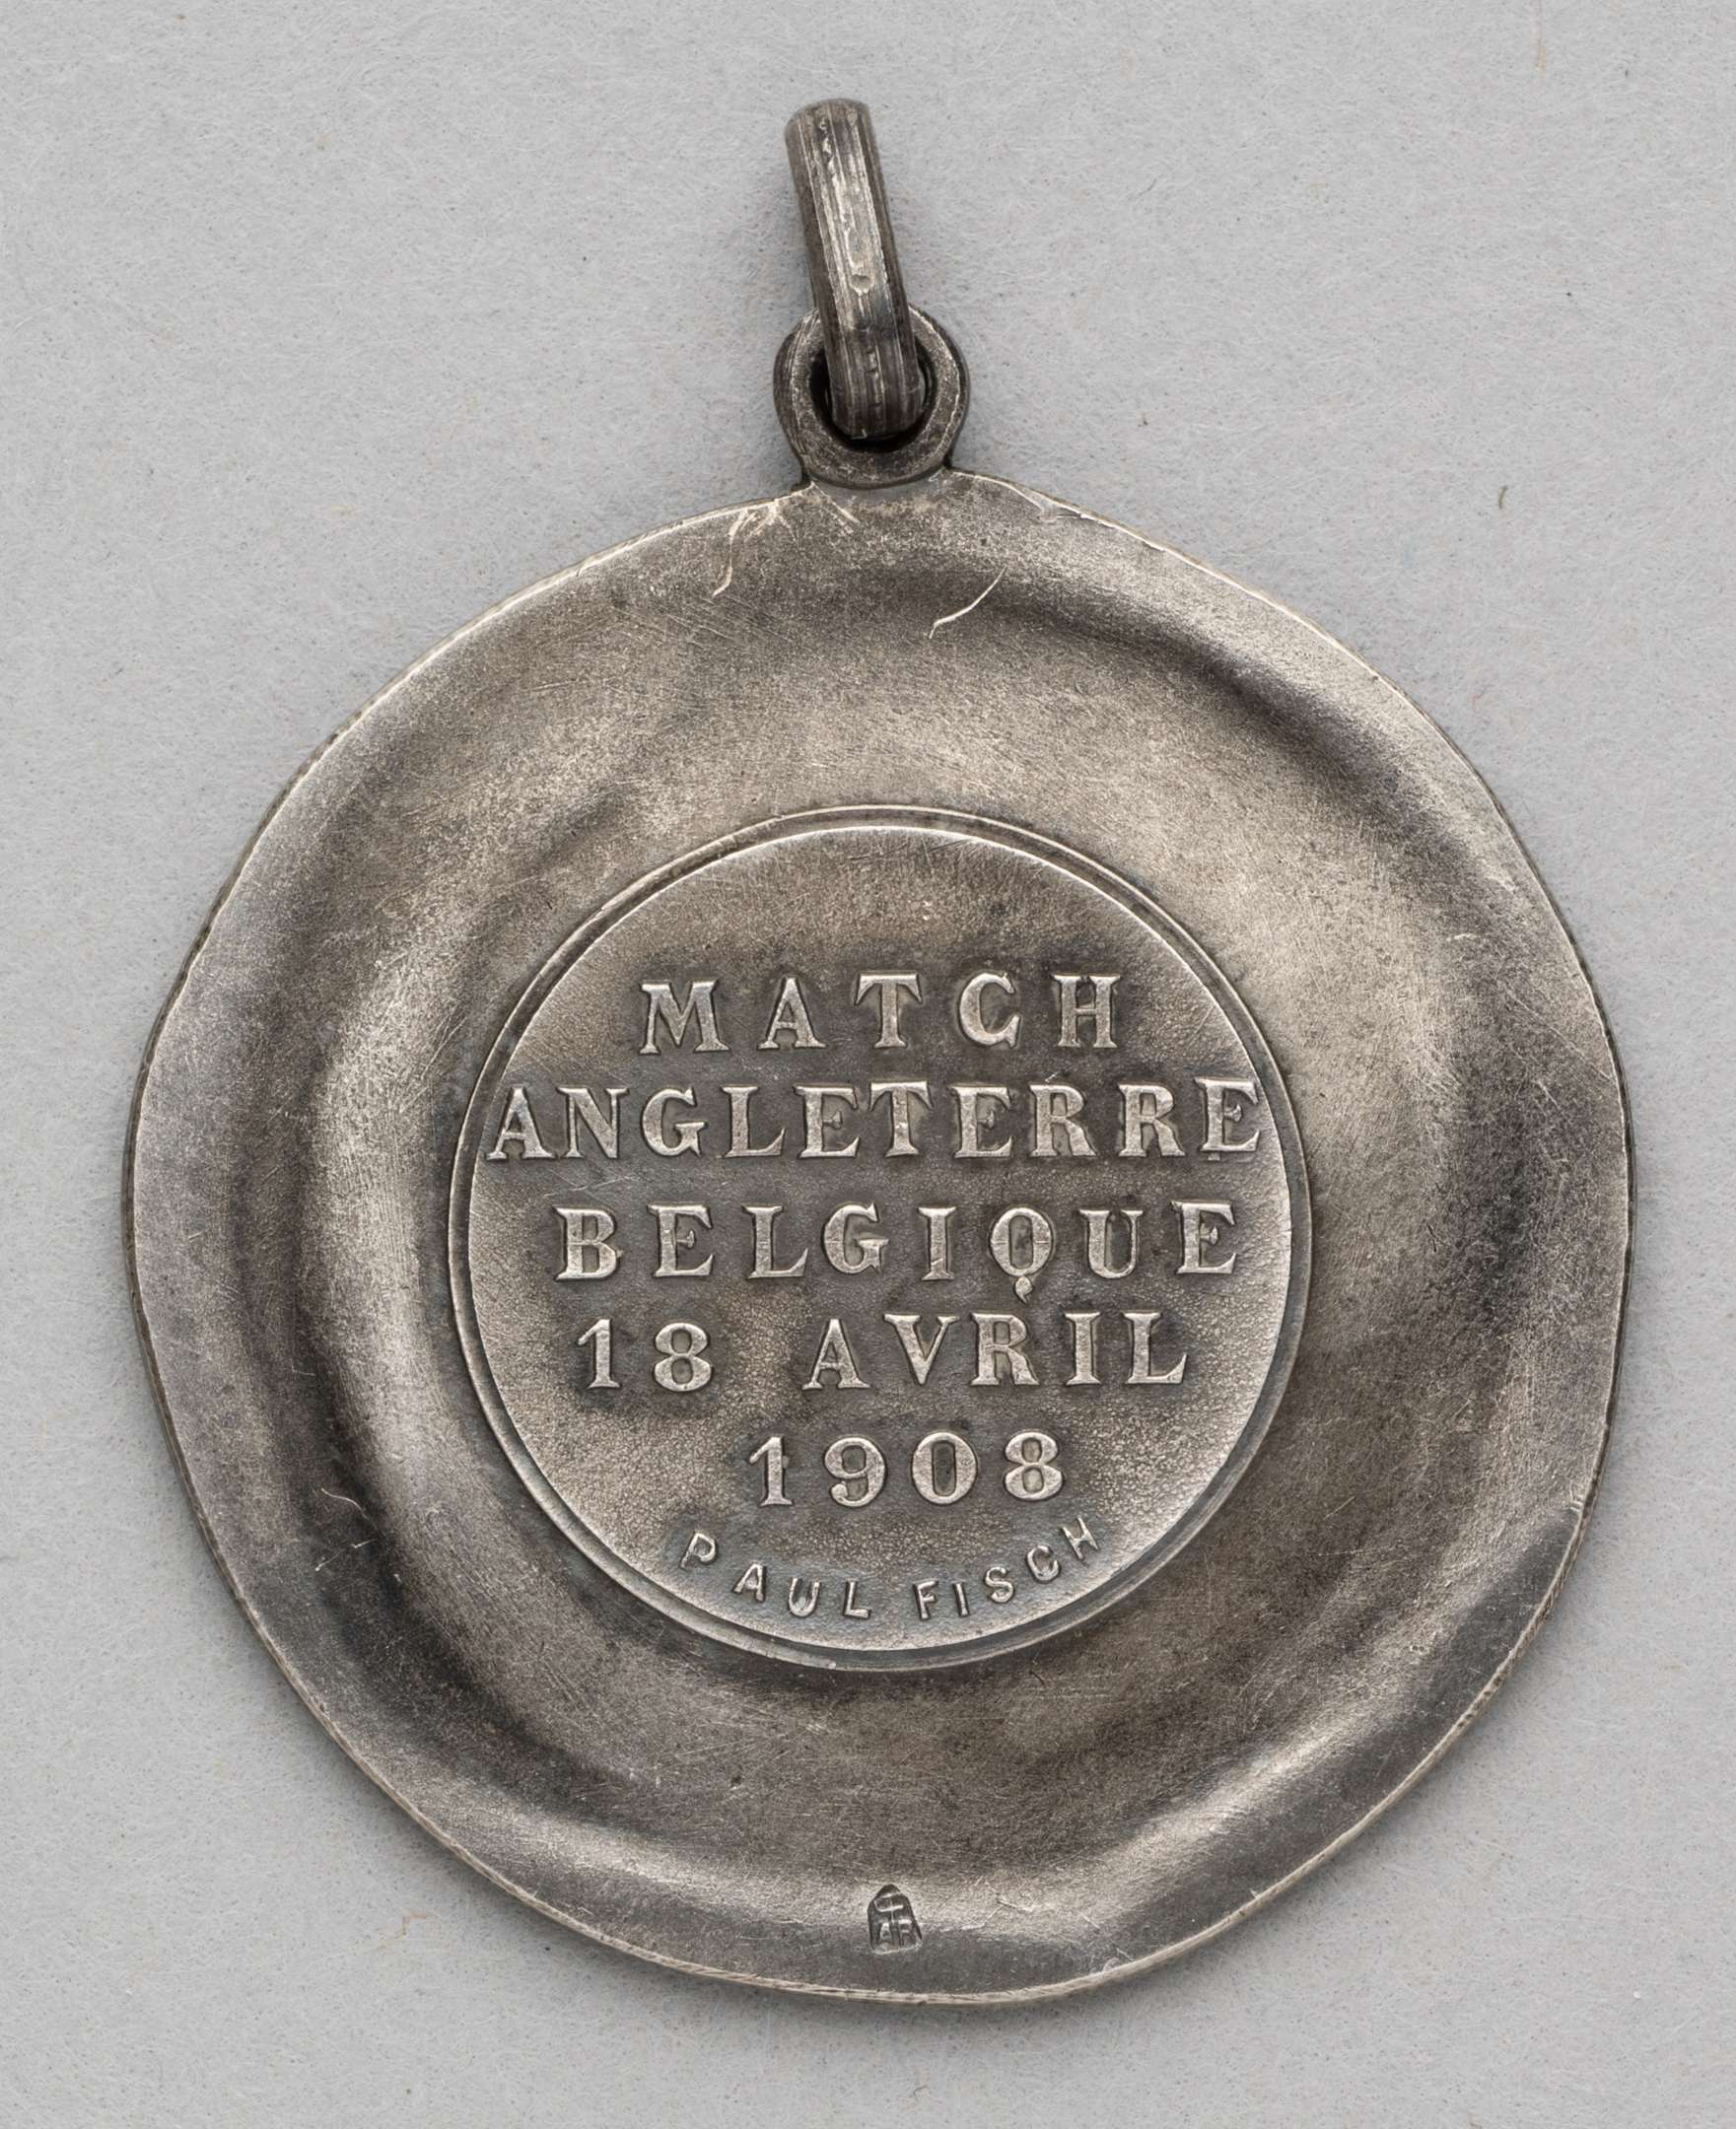 MATCH
ANGLETERRE
BELGIQUE
18 AVRIL
1908
PAUL FISCH